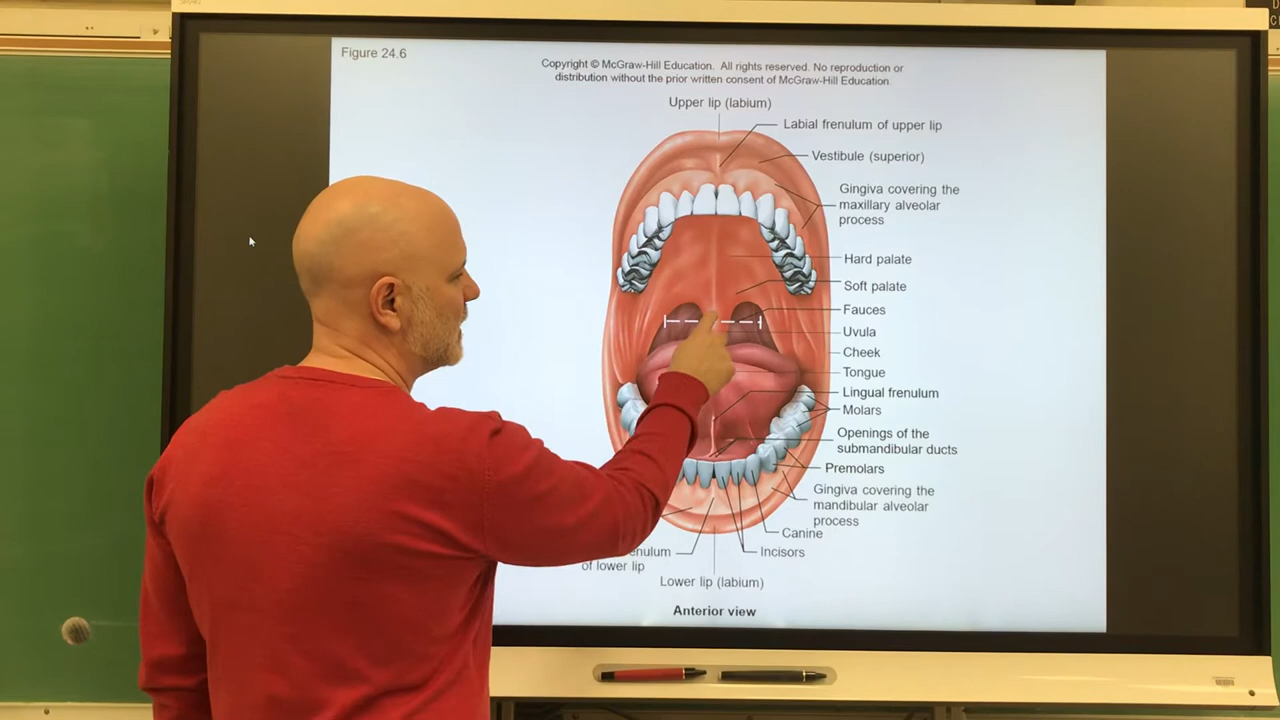 Figure 24.6
Copyright © McGraw-Hill Education. All rights reserved. No reproduction or
distribution without the prior written consent of McGraw-Hill Education.
Upper lip (labium)
Labial frenulum of upper lip
Vestibule (superior)
Gingiva covering the
maxillary alveolar
process
Hard palate
Soft palate
Fauces
Uvula
Cheek
Tongue
Lingual frenulum
Molars
Openings of the
submandibular ducts
Premolars
Gingiva covering the
mandibular alveolar
process
Canine
Incisors
enulum
of lower lip
Lower lip (labium)
Anterior view